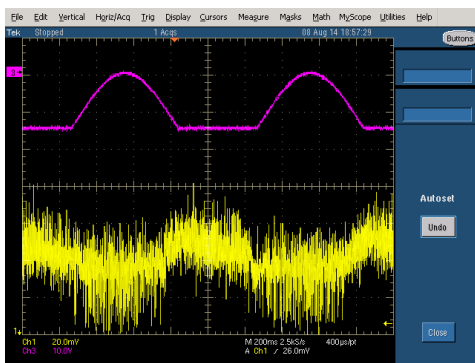 File Edit Vertical Horiz/Acq Trig Display Cursors Measure Masks Math MyScope Utilities Help
Tek Stopped 1 Acqs 08 Aug 14 18:57:29
Buttons
3
Autoset
Undo
1
Close
Ch1 20.0mV M 200ms 2.5kS/s 400µs/pt
Ch3 10.0V A Ch1 / 26.0mV